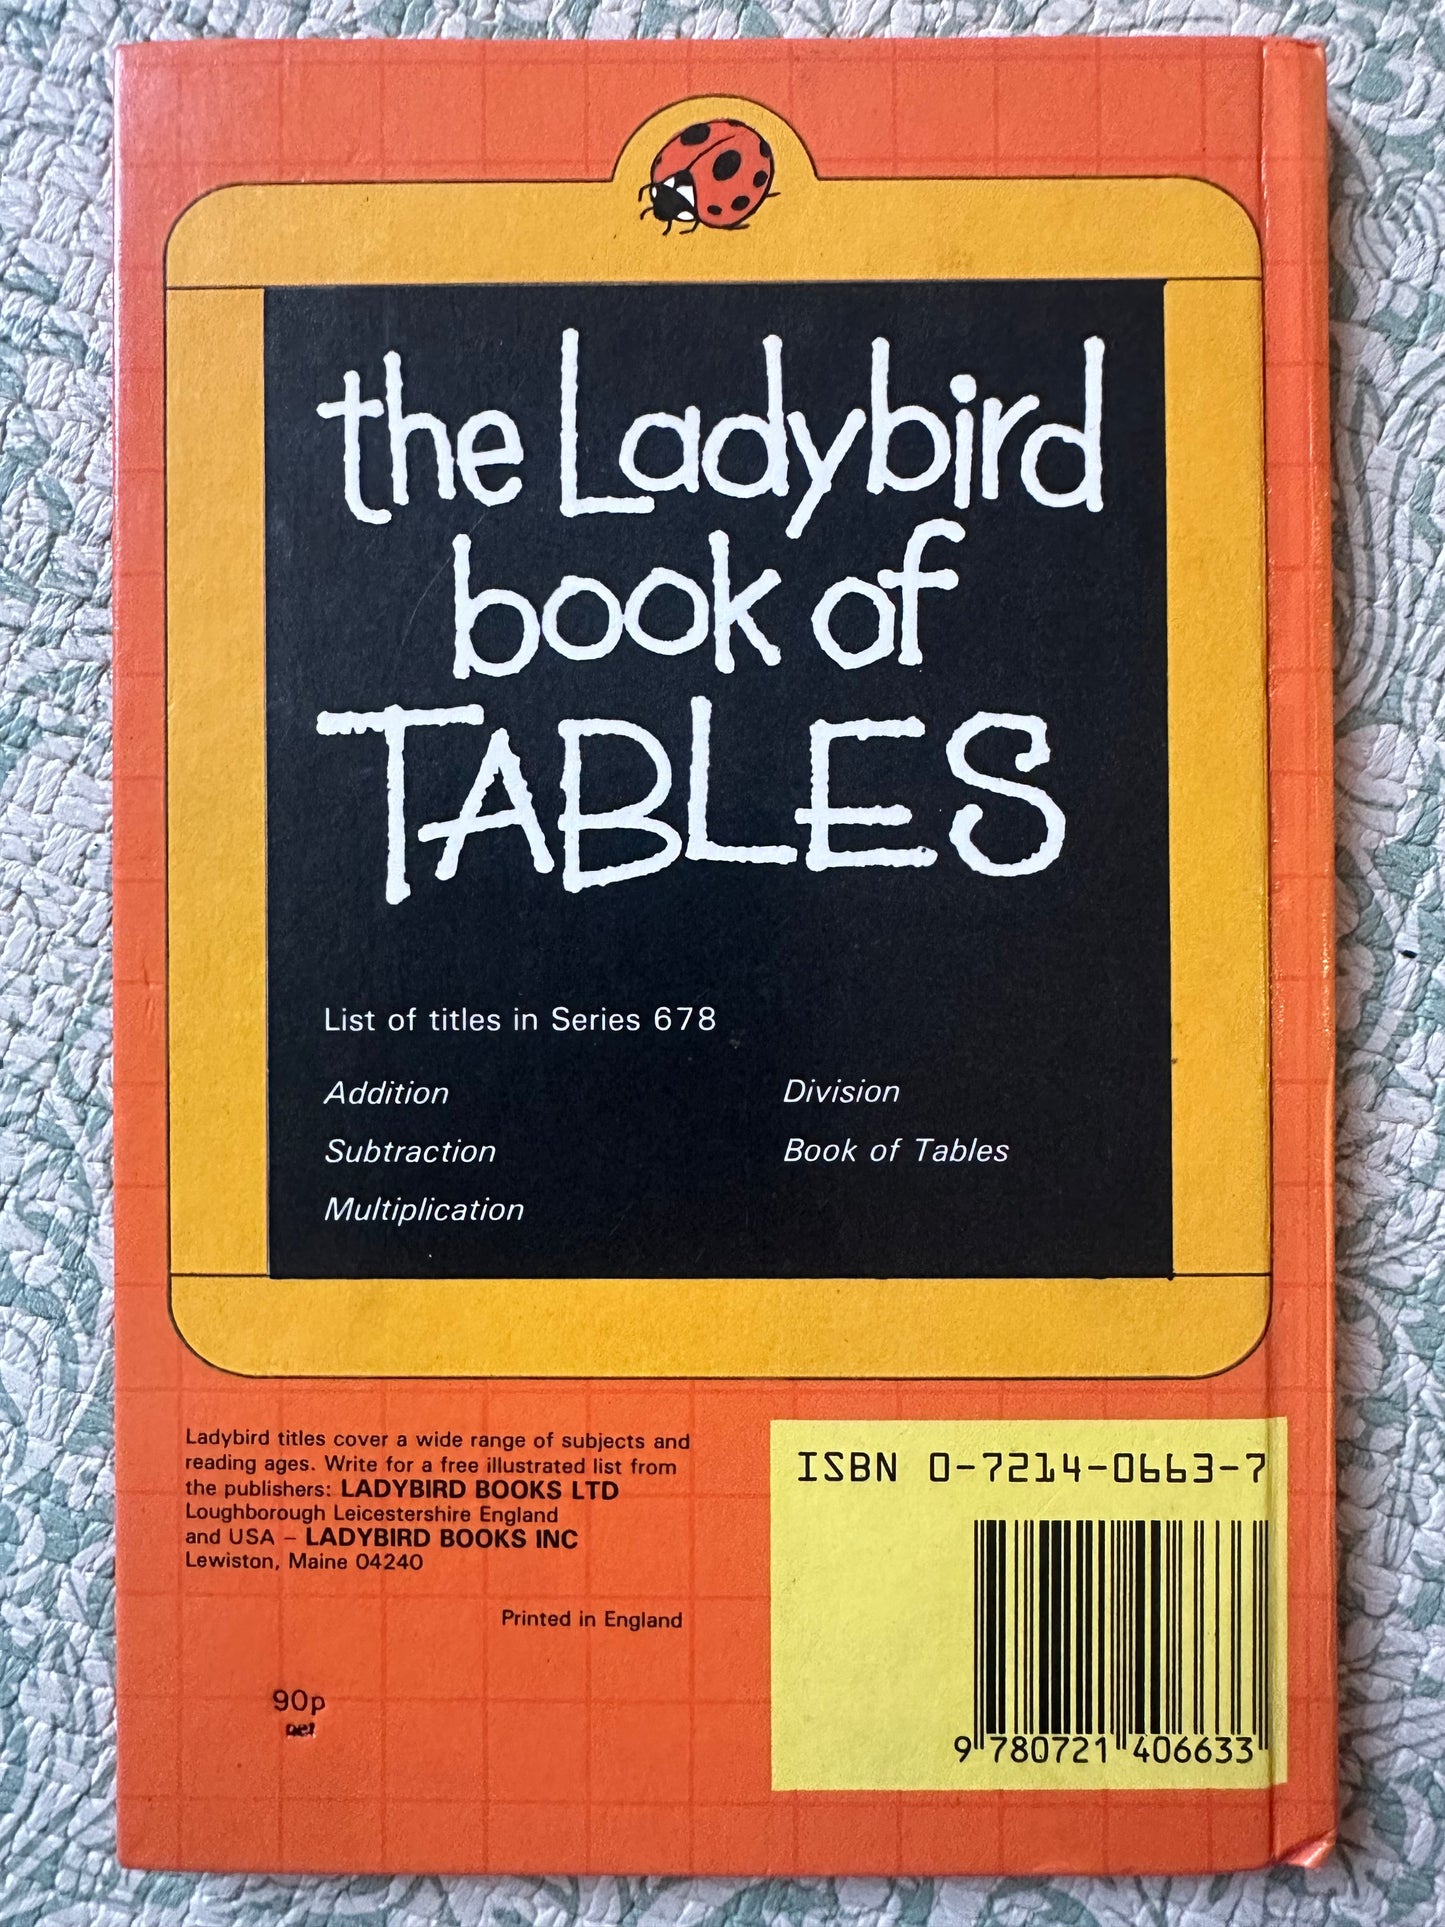 the Ladybird
book of
TABLES
List of titles in Series 678
Addition
Subtraction
Multiplication
Division
Book of Tables
Ladybird titles cover a wide range of subjects and
reading ages. Write for a free illustrated list from
the publishers: LADYBIRD BOOKS LTD
Loughborough Leicestershire England
and USA – LADYBIRD BOOKS INC
Lewiston, Maine 04240
Printed in England
90p
net
ISBN 0-7214-0663-7
9 780721 406633